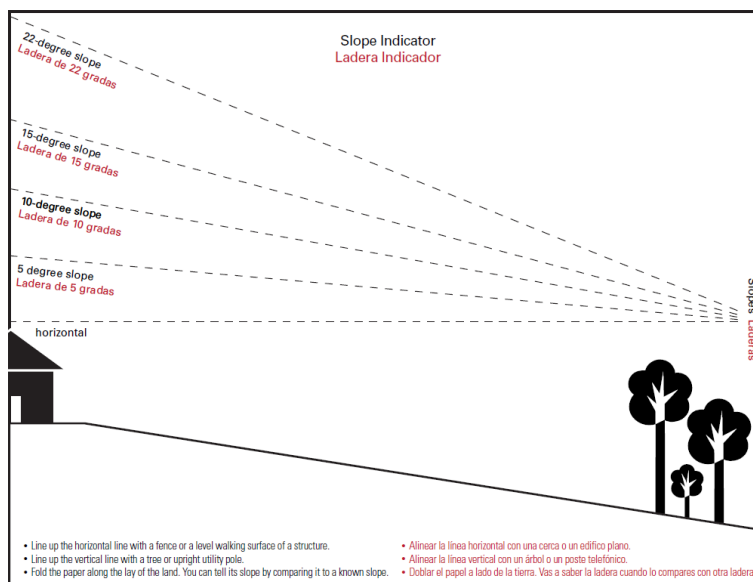 Slope Indicator
Ladera Indicador
22-degree slope
Ladera de 22 gradas
15-degree slope
Ladera de 15 gradas
10-degree slope
Ladera de 10 gradas
5 degree slope
Ladera de 5 gradas
horizontal
Slopes Laderas
• Line up the horizontal line with a fence or a level walking surface of a structure.
• Line up the vertical line with a tree or upright utility pole.
• Fold the paper along the lay of the land. You can tell its slope by comparing it to a known slope.
• Alinear la línea horizontal con una cerca o un edifico plano.
• Alinear la línea vertical con un árbol o un poste telefónico.
• Doblar el papel a lado de la tierra. Vas a saber la ladera cuando lo compares con otra ladera